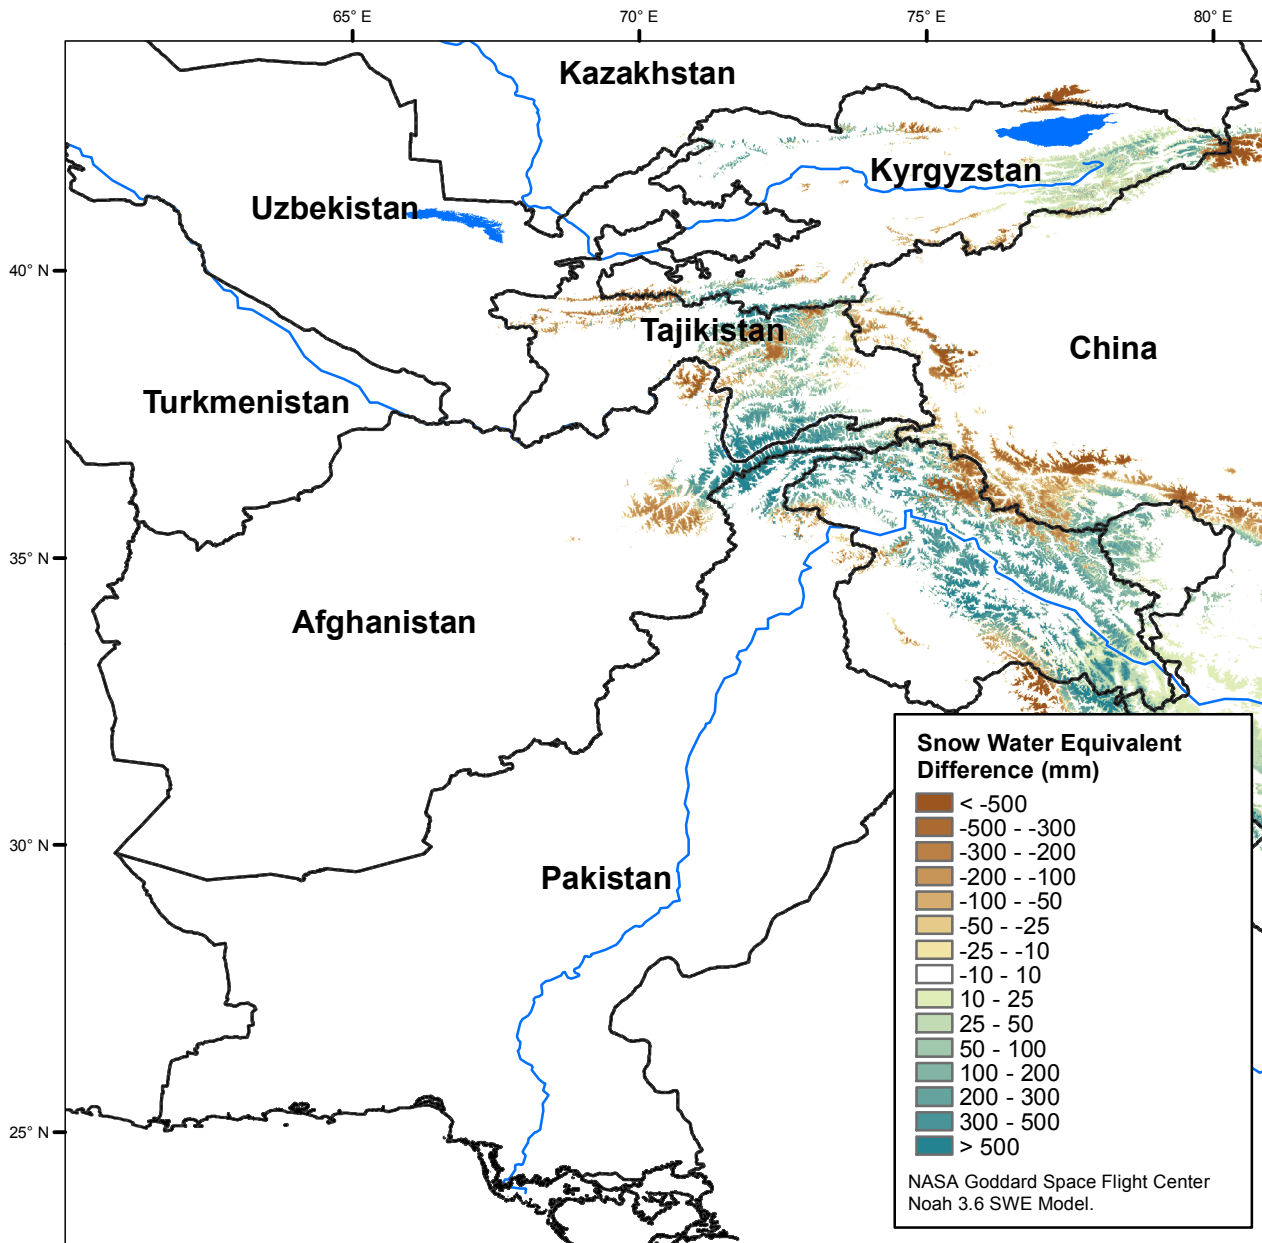 65° E
70° E
75° E
80° E
Kazakhstan
Kyrgyzstan
Uzbekistan
40° N
Tajikistan
China
Turkmenistan
35° N
Afghanistan
30° N
Pakistan
25° N
Snow Water Equivalent
Difference (mm)
< -500
-500 - -300
-300 - -200
-200 - -100
-100 - -50
-50 - -25
-25 - -10
-10 - 10
10 - 25
25 - 50
50 - 100
100 - 200
200 - 300
300 - 500
> 500
NASA Goddard Space Flight Center
Noah 3.6 SWE Model.